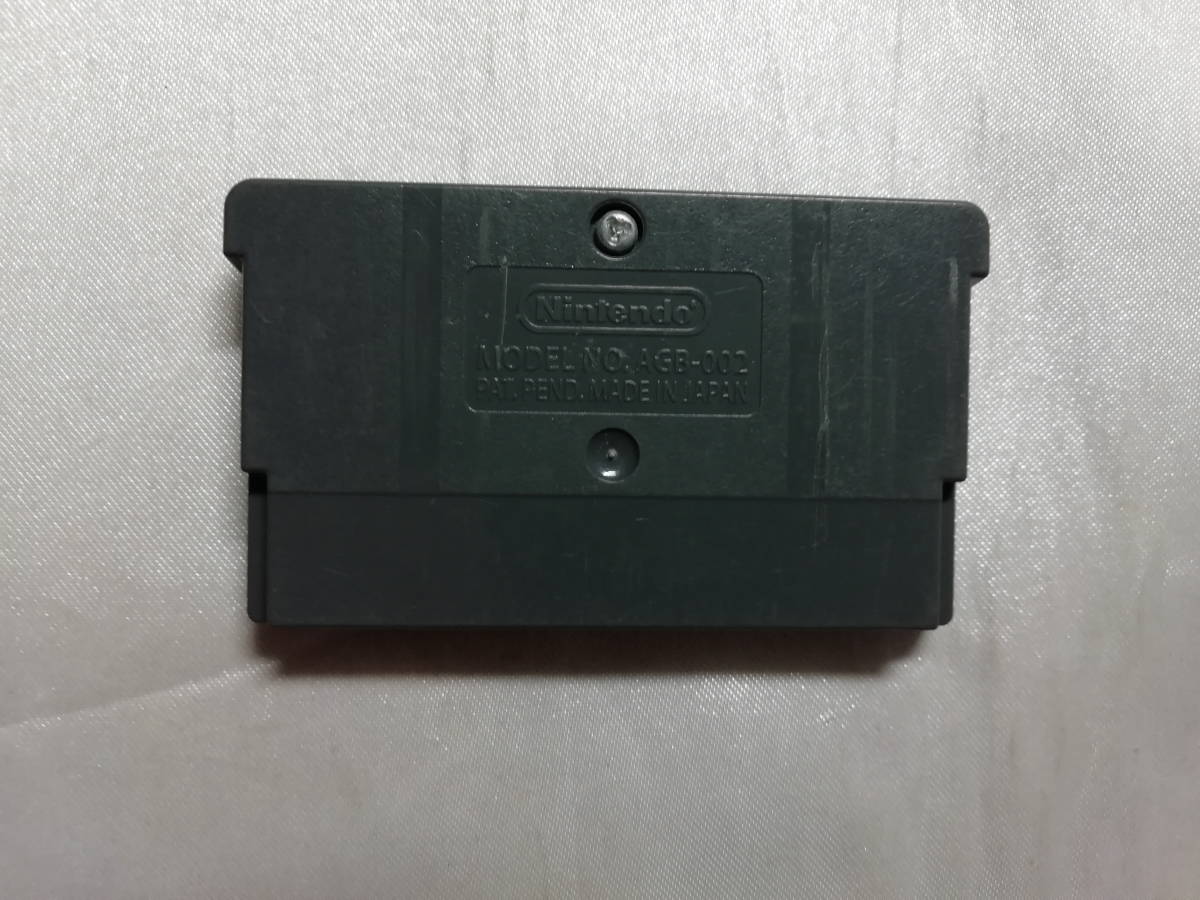 Nintendo®
MODEL NO. AGB-002
PAT. PEND. MADE IN JAPAN